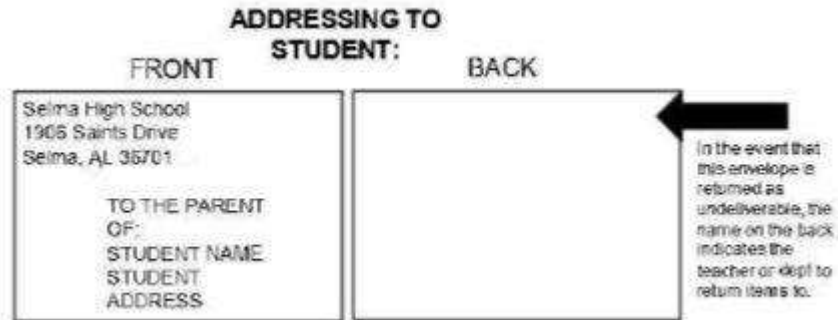 ADDRESSING TO
STUDENT:
FRONT
BACK
Selma High School
1906 Saints Drive
Selma, AL 36701
TO THE PARENT
OF:
STUDENT NAME
STUDENT
ADDRESS
In the event that
this envelope is
returned as
undeliverable, the
name on the back
indicates the
teacher or dept to
return items to.